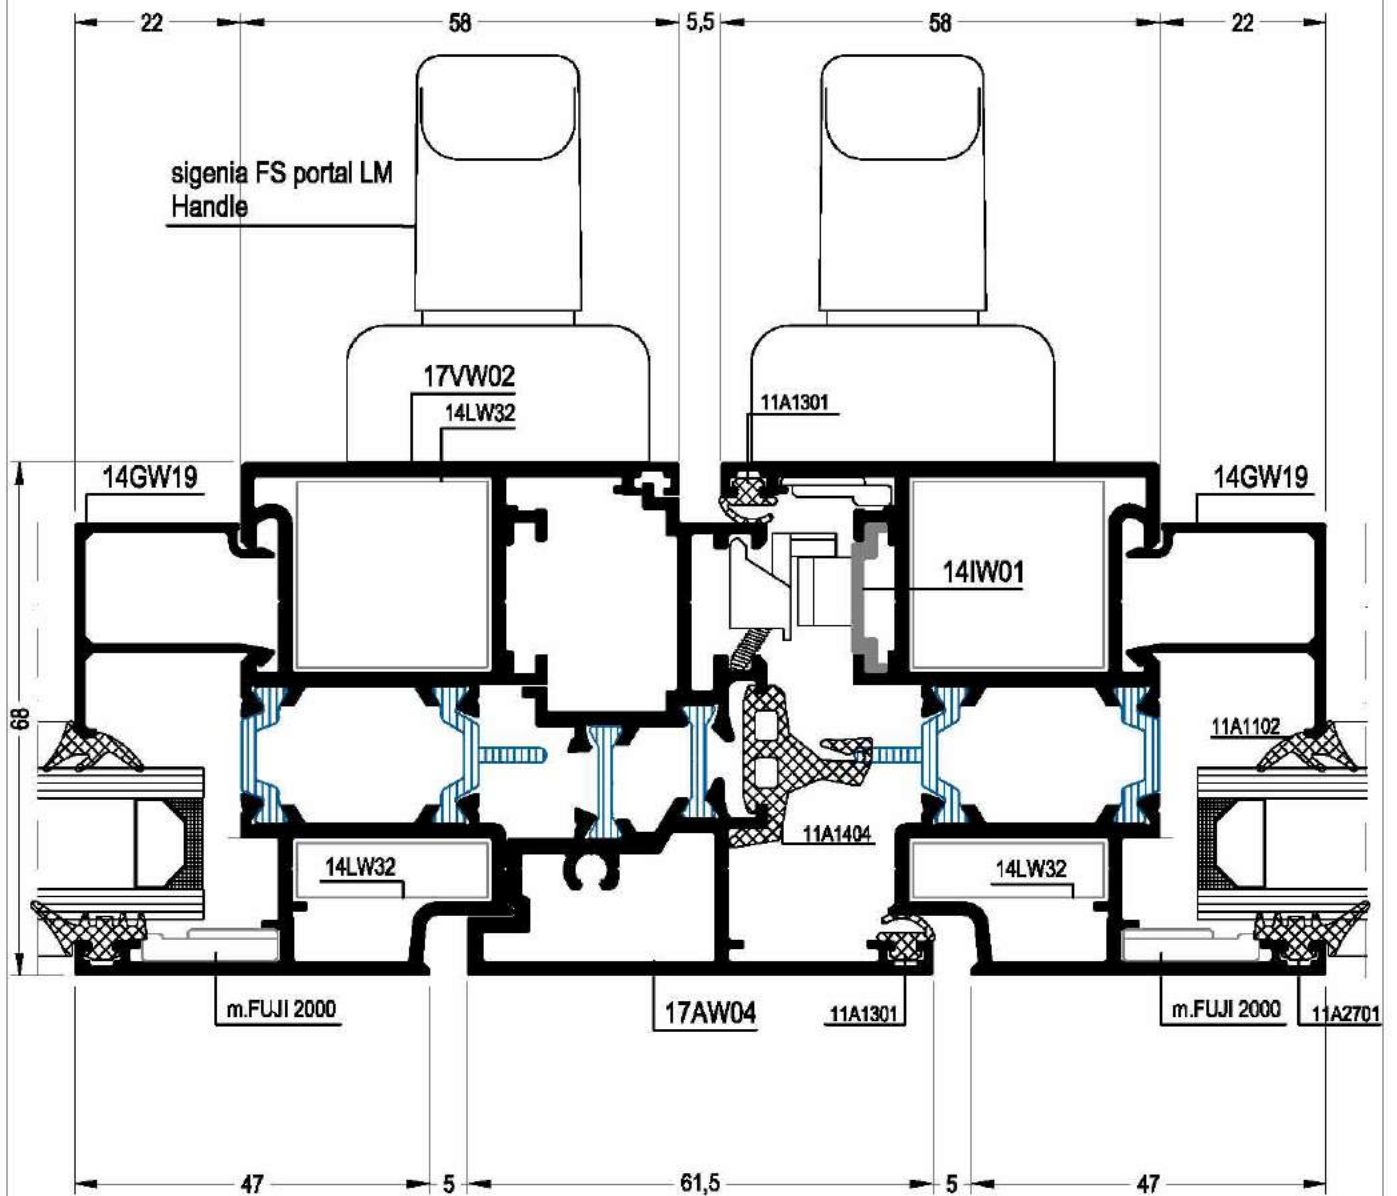 22
58
5,5
58
22
sigenia FS portal LM
Handle
17VW02
14LW32
11A1301
14GW19
14GW19
14IW01
68
11A1102
11A1404
14LW32
14LW32
m.FUJI 2000
17AW04
11A1301
m.FUJI 2000
11A2701
47
5
61,5
5
47